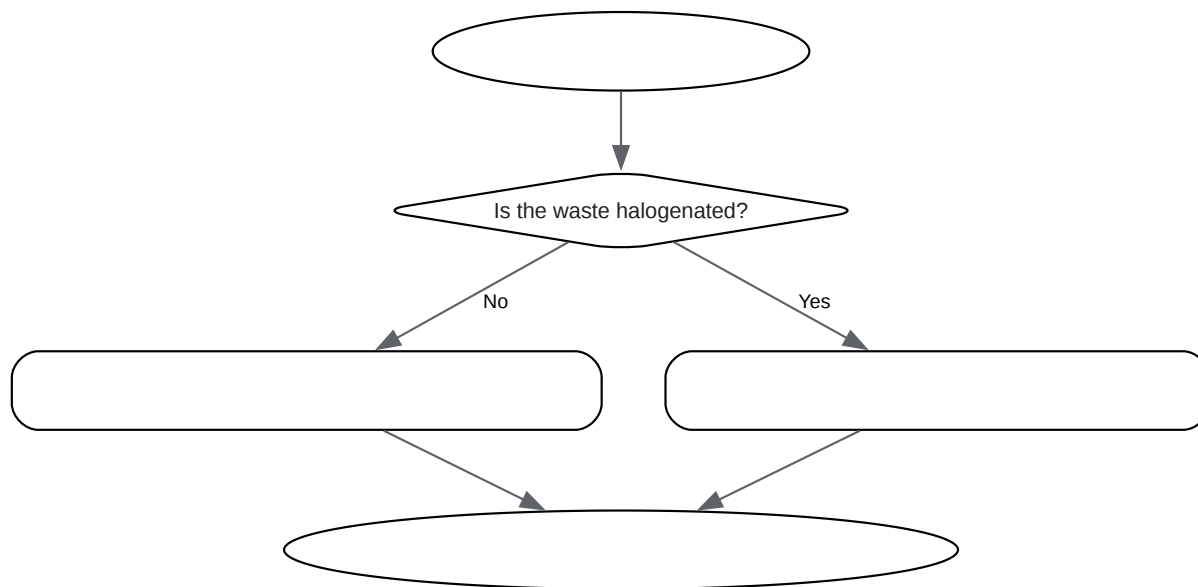 Is the waste halogenated?
No
Yes